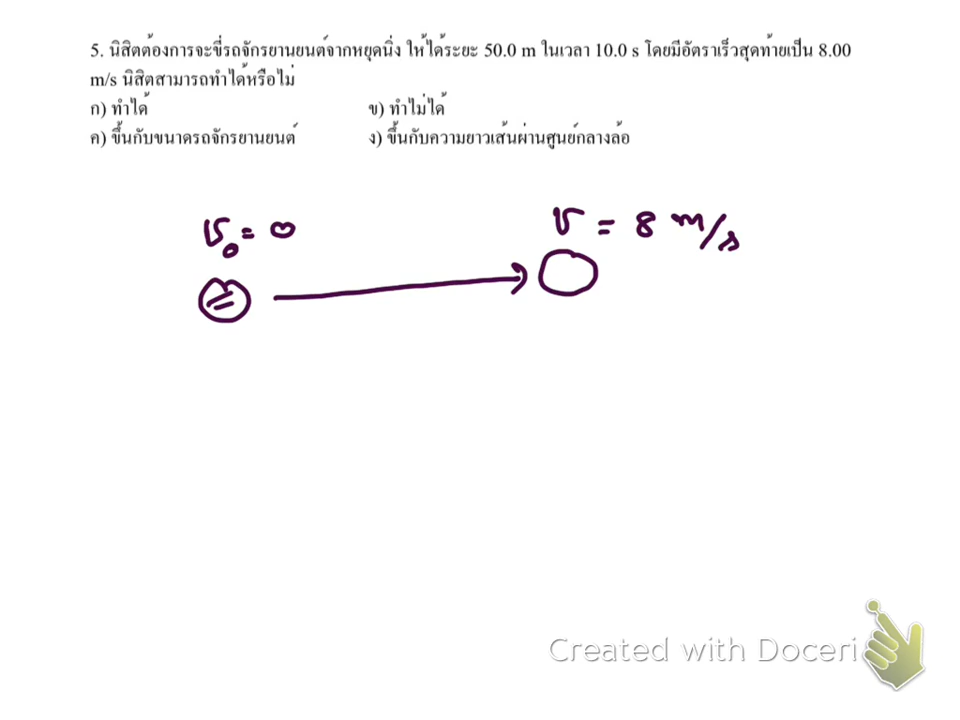 5. นิสิตต้องการจะขี่รถจักรยานยนต์จากหยุดนิ่ง ให้ได้ระยะ 50.0 m ในเวลา 10.0 s โดยมีอัตราเร็วสุดท้ายเป็น 8.00
m/s นิสิตสามารถทำได้หรือไม่
ก) ทำได้ ข) ทำไม่ได้
ค) ขึ้นกับขนาดรถจักรยานยนต์ ง) ขึ้นกับความยาวเส้นผ่านศูนย์กลางล้อ
v₀ = 0 v = 8 m/s
Created with Doceri